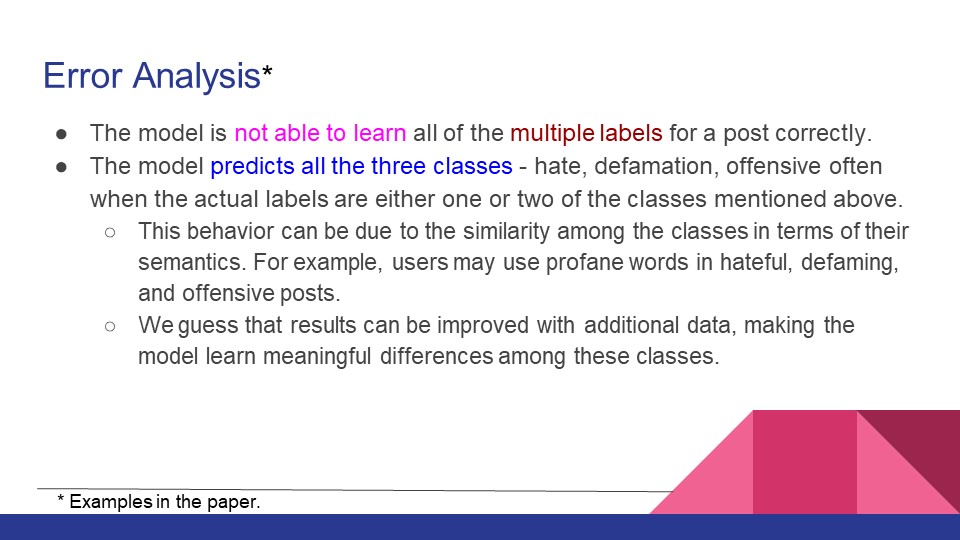 Error Analysis*
● The model is not able to learn all of the multiple labels for a post correctly.
● The model predicts all the three classes - hate, defamation, offensive often
when the actual labels are either one or two of the classes mentioned above.
○ This behavior can be due to the similarity among the classes in terms of their
semantics. For example, users may use profane words in hateful, defaming,
and offensive posts.
○ We guess that results can be improved with additional data, making the
model learn meaningful differences among these classes.
* Examples in the paper.